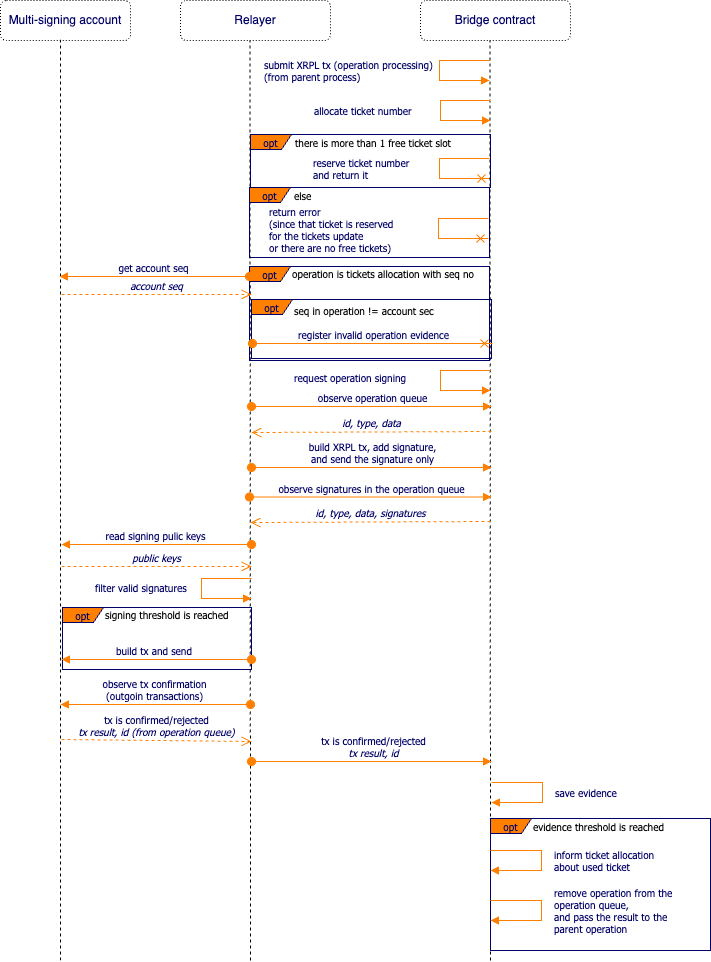 Multi-signing account
Relayer
Bridge contract
submit XRPL tx (operation processing)
(from parent process)
allocate ticket number
opt
there is more than 1 free ticket slot
reserve ticket number
and return it
opt
else
return error
(since that ticket is reserved
for the tickets update
or there are no free tickets)
get account seq
opt
operation is tickets allocation with seq no
account seq
opt
seq in operation != account sec
register invalid operation evidence
request operation signing
observe operation queue
id, type, data
build XRPL tx, add signature,
and send the signature only
observe signatures in the operation queue
id, type, data, signatures
read signing pulic keys
public keys
filter valid signatures
opt
signing threshold is reached
build tx and send
observe tx confirmation
(outgoin transactions)
tx is confirmed/rejected
tx result, id (from operation queue)
tx is confirmed/rejected
tx result, id
save evidence
opt
evidence threshold is reached
inform ticket allocation
about used ticket
remove operation from the
operation queue,
and pass the result to the
parent operation